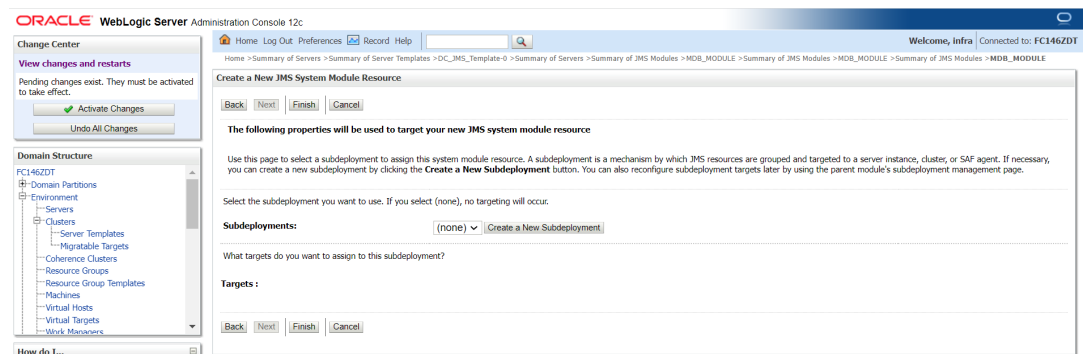 ORACLE WebLogic Server Administration Console 12c
Change Center
View changes and restarts
Pending changes exist. They must be activated
to take effect.
Activate Changes
Undo All Changes
Domain Structure
FC146ZDT
Domain Partitions
Environment
Servers
Clusters
Server Templates
Migratable Targets
Coherence Clusters
Resource Groups
Resource Group Templates
Machines
Virtual Hosts
Virtual Targets
Work Managers
How do I...
Home Log Out Preferences Record Help
Welcome, infra Connected to: FC146ZDT
Home >Summary of Servers >Summary of Server Templates >DC_JMS_Template-0 >Summary of Servers >Summary of JMS Modules >MDB_MODULE >Summary of JMS Modules >MDB_MODULE >Summary of JMS Modules >MDB_MODULE
Create a New JMS System Module Resource
Back Next Finish Cancel
The following properties will be used to target your new JMS system module resource
Use this page to select a subdeployment to assign this system module resource. A subdeployment is a mechanism by which JMS resources are grouped and targeted to a server instance, cluster, or SAF agent. If necessary,
you can create a new subdeployment by clicking the Create a New Subdeployment button. You can also reconfigure subdeployment targets later by using the parent module's subdeployment management page.
Select the subdeployment you want to use. If you select (none), no targeting will occur.
Subdeployments: (none) Create a New Subdeployment
What targets do you want to assign to this subdeployment?
Targets :
Back Next Finish Cancel